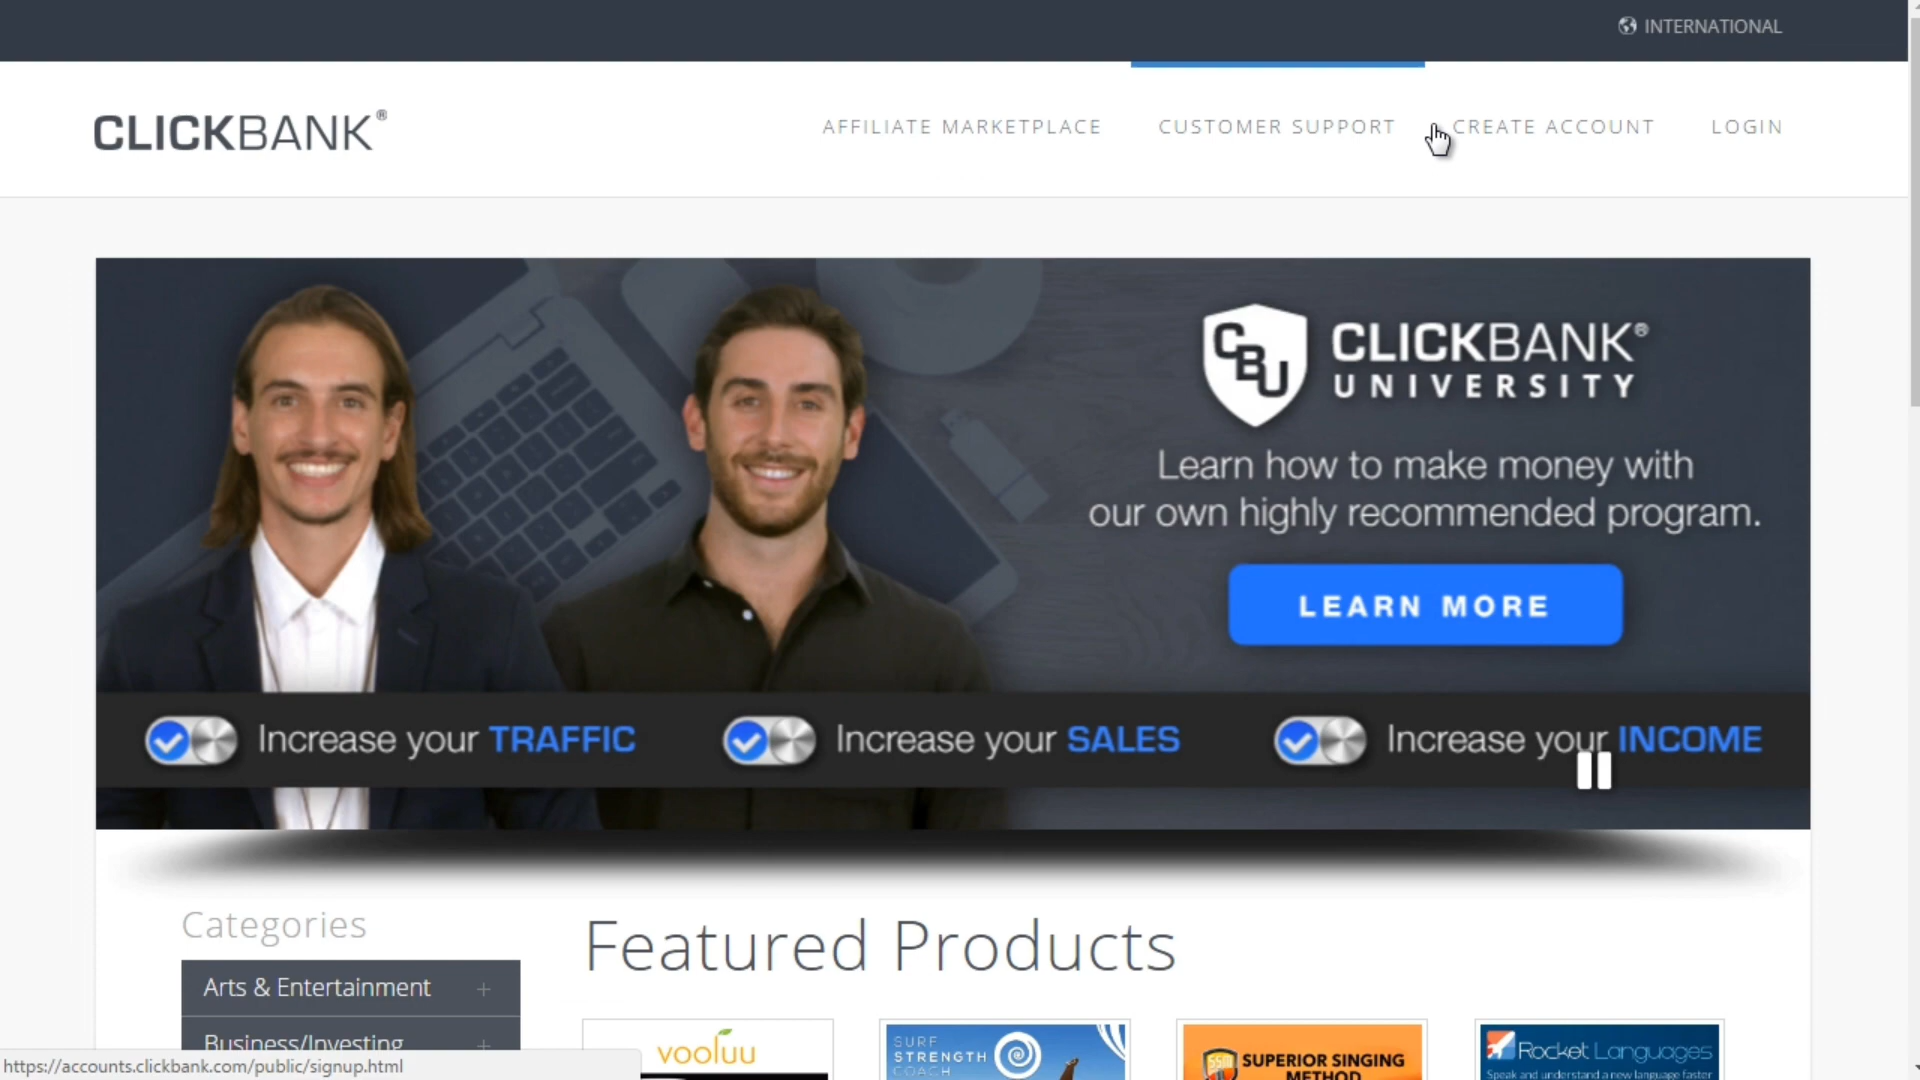 INTERNATIONAL
CLICKBANK®
AFFILIATE MARKETPLACE
CUSTOMER SUPPORT
CREATE ACCOUNT
LOGIN
CBU
CLICKBANK®
UNIVERSITY
Learn how to make money with
our own highly recommended program.
LEARN MORE
Increase your TRAFFIC
Increase your SALES
Increase your INCOME
Categories
Featured Products
Arts & Entertainment +
Business/Investing +
vooluu
SURF
STRENGTH
COACH
SSM
SUPERIOR SINGING
METHOD
Rocket Languages
Speak and understand a new language faster
https://accounts.clickbank.com/public/signup.html